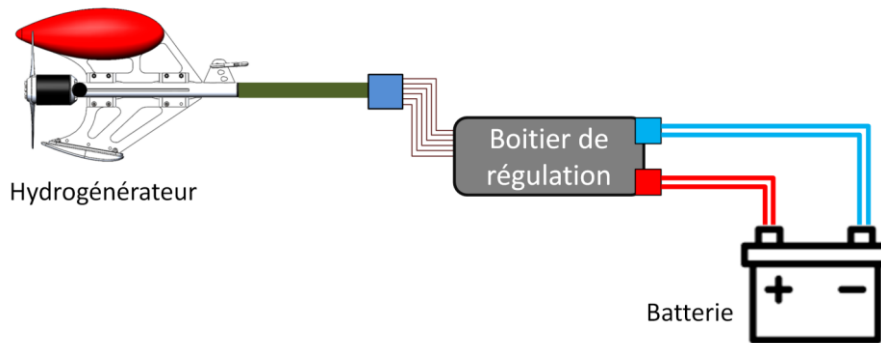 Boitier de
régulation
Hydrogénérateur
Batterie
+ −